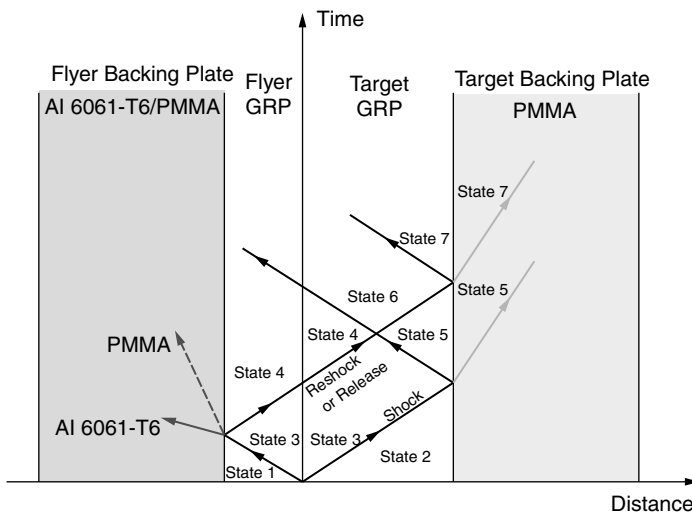 Time
Flyer Backing Plate
Flyer
GRP
Target
GRP
Target Backing Plate
AI 6061-T6/PMMA
PMMA
State 7
State 7
State 6
State 5
State 4
State 5
PMMA
State 4
Reshock
or Release
Shock
AI 6061-T6
State 3
State 3
State 2
State 1
Distance